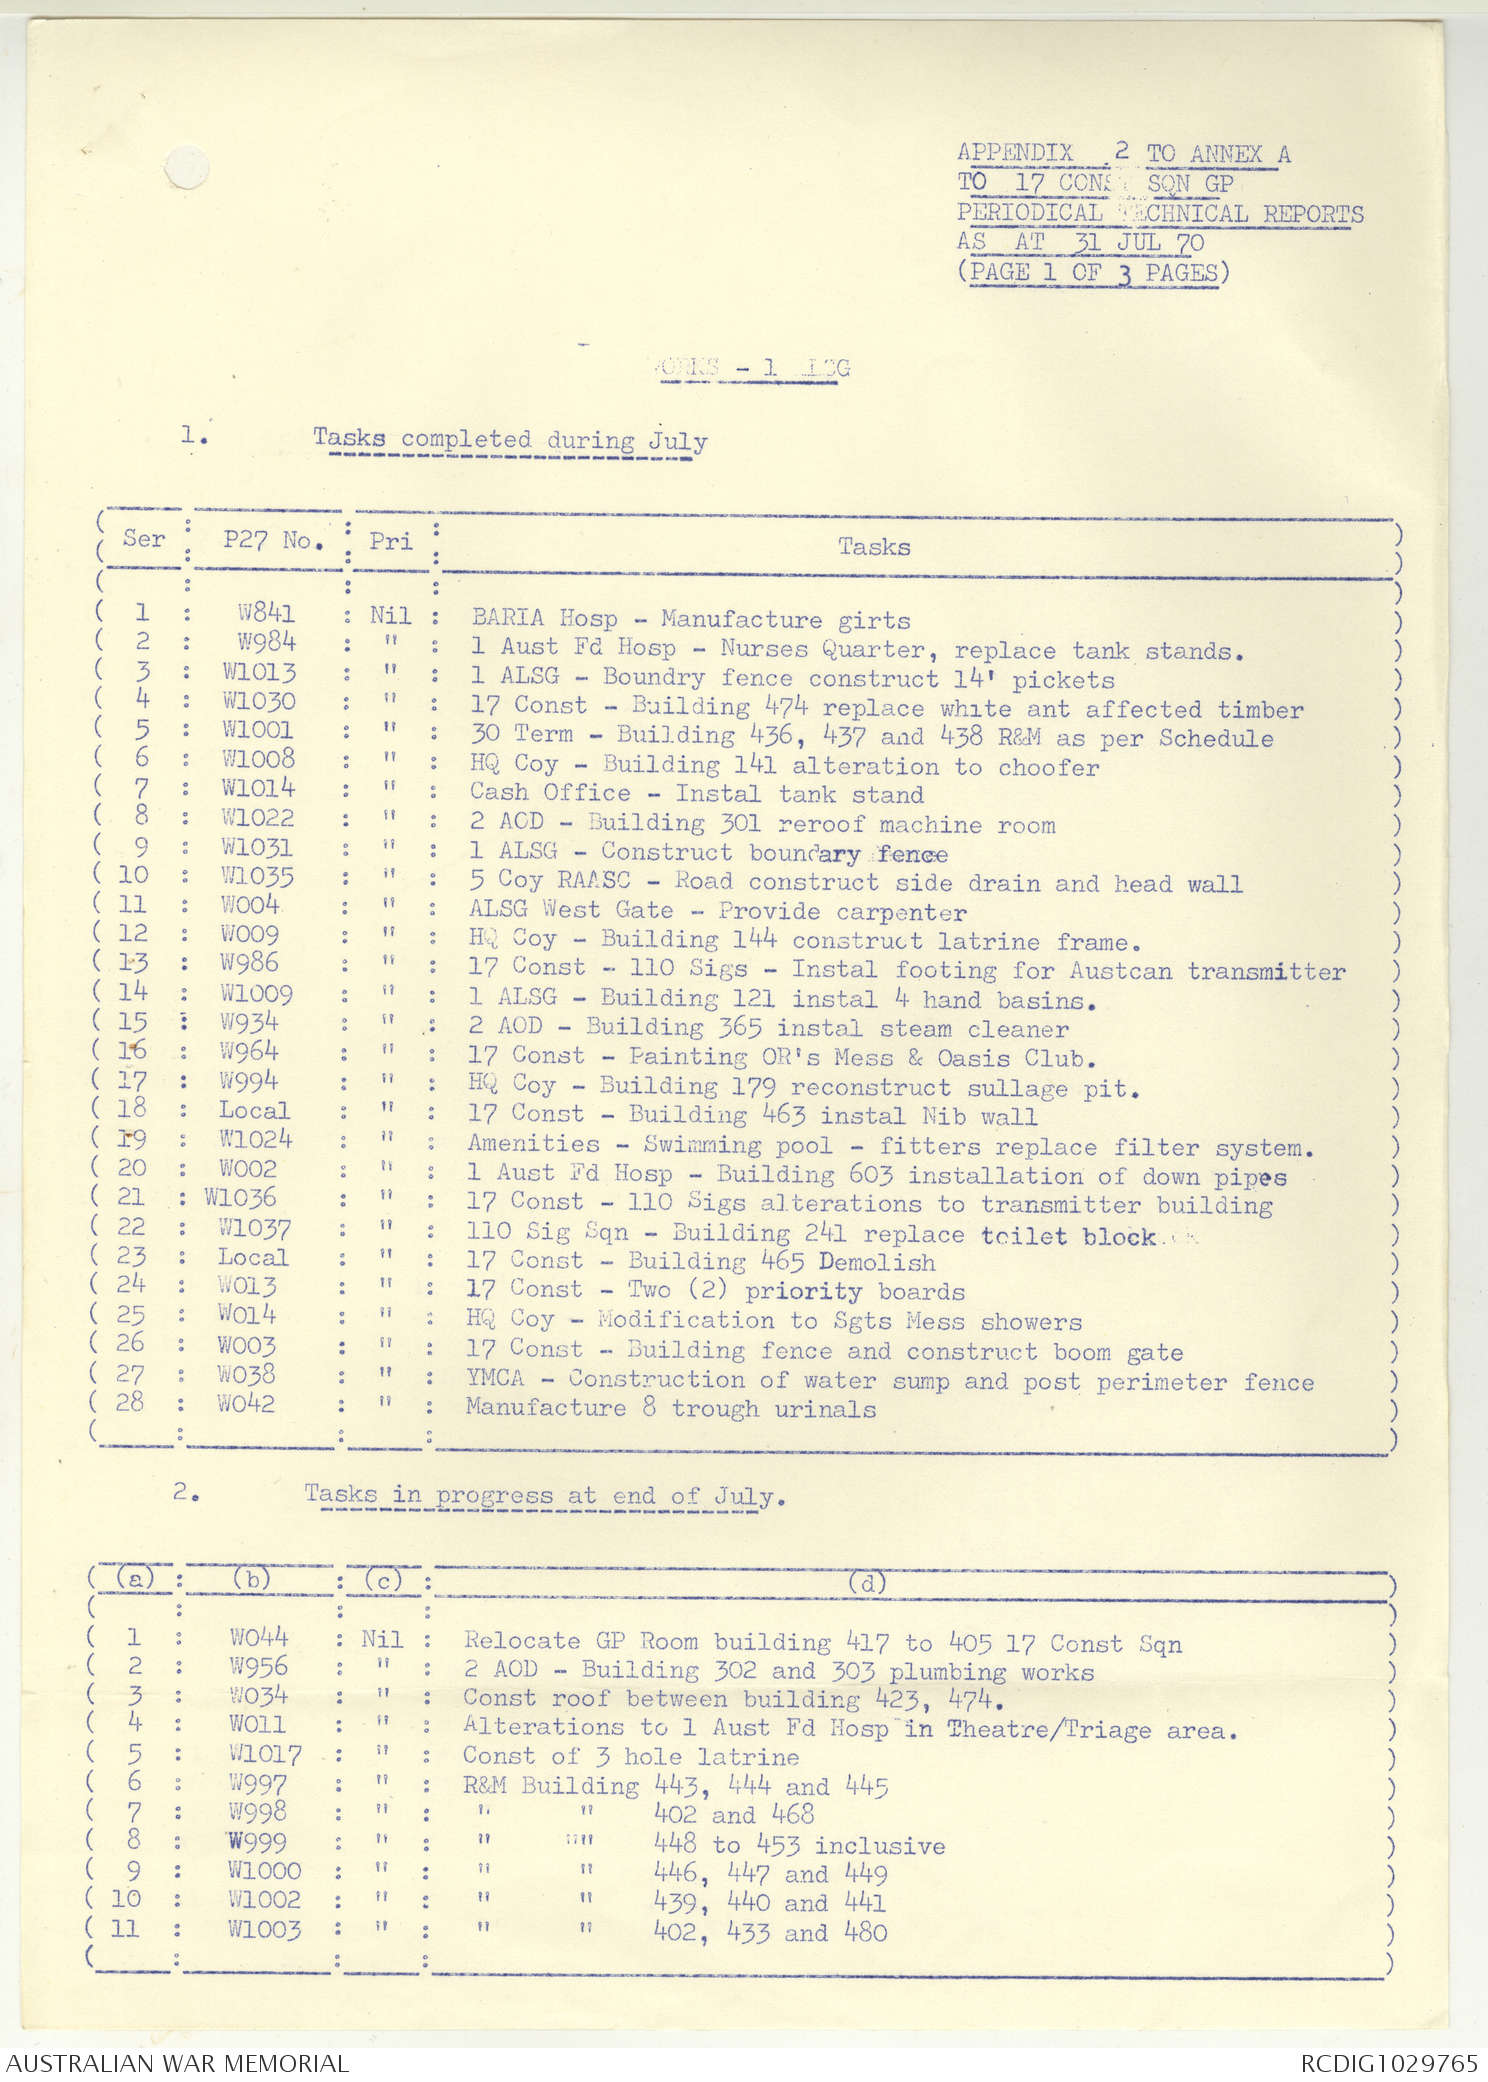 APPENDIX 2 TO ANNEX A
TO 17 CONST SQN GP
PERIODICAL TECHNICAL REPORTS
AS AT 31 JUL 70
(PAGE 1 OF 3 PAGES)
WORKS - 1 ALSG
1. Tasks completed during July
Ser : P27 No. : Pri : Tasks
1 : W841 : Nil : BARIA Hosp - Manufacture girts
2 : W984 : " : 1 Aust Fd Hosp - Nurses Quarter, replace tank stands.
3 : W1013 : " : 1 ALSG - Boundry fence construct 14' pickets
4 : W1030 : " : 17 Const - Building 474 replace white ant affected timber
5 : W1001 : " : 30 Term - Building 436, 437 and 438 R&M as per Schedule
6 : W1008 : " : HQ Coy - Building 141 alteration to choofer
7 : W1014 : " : Cash Office - Instal tank stand
8 : W1022 : " : 2 AOD - Building 301 reroof machine room
9 : W1031 : " : 1 ALSG - Construct boundary fence
10 : W1035 : " : 5 Coy RAASC - Road construct side drain and head wall
11 : W004 : " : ALSG West Gate - Provide carpenter
12 : W009 : " : HQ Coy - Building 144 construct latrine frame.
13 : W986 : " : 17 Const - 110 Sigs - Instal footing for Austcan transmitter
14 : W1009 : " : 1 ALSG - Building 121 instal 4 hand basins.
15 : W934 : " : 2 AOD - Building 365 instal steam cleaner
16 : W964 : " : 17 Const - Painting OR's Mess & Oasis Club.
17 : W994 : " : HQ Coy - Building 179 reconstruct sullage pit.
18 : Local : " : 17 Const - Building 463 instal Nib wall
19 : W1024 : " : Amenities - Swimming pool - fitters replace filter system.
20 : W002 : " : 1 Aust Fd Hosp - Building 603 installation of down pipes
21 : W1036 : " : 17 Const - 110 Sigs alterations to transmitter building
22 : W1037 : " : 110 Sig Sqn - Building 241 replace toilet block
23 : Local : " : 17 Const - Building 465 Demolish
24 : W013 : " : 17 Const - Two (2) priority boards
25 : W014 : " : HQ Coy - Modification to Sgts Mess showers
26 : W003 : " : 17 Const - Building fence and construct boom gate
27 : W038 : " : YMCA - Construction of water sump and post perimeter fence
28 : W042 : " : Manufacture 8 trough urinals
2. Tasks in progress at end of July.
(a) : (b) : (c) : (d)
1 : W044 : Nil : Relocate GP Room building 417 to 405 17 Const Sqn
2 : W956 : " : 2 AOD - Building 302 and 303 plumbing works
3 : W034 : " : Const roof between building 423, 474.
4 : W011 : " : Alterations to 1 Aust Fd Hosp in Theatre/Triage area.
5 : W1017 : " : Const of 3 hole latrine
6 : W997 : " : R&M Building 443, 444 and 445
7 : W998 : " : " " 402 and 468
8 : W999 : " : " "" 448 to 453 inclusive
9 : W1000 : " : " " 446, 447 and 449
10 : W1002 : " : " " 439, 440 and 441
11 : W1003 : " : " " 402, 433 and 480
AUSTRALIAN WAR MEMORIAL
RCDIG1029765